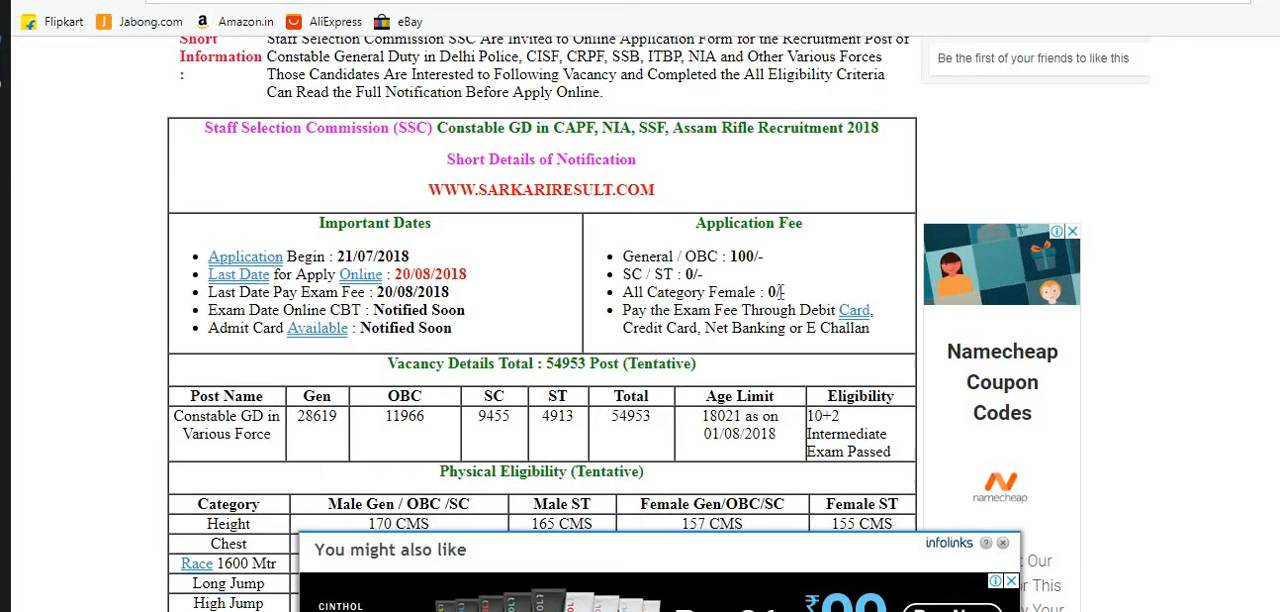 Flipkart Jabong.com Amazon.in AliExpress eBay
Short Staff Selection Commission SSC Are Invited to Online Application Form for the Recruitment Post of
Information Constable General Duty in Delhi Police, CISF, CRPF, SSB, ITBP, NIA and Other Various Forces
: Those Candidates Are Interested to Following Vacancy and Completed the All Eligibility Criteria
Can Read the Full Notification Before Apply Online.
Be the first of your friends to like this
Staff Selection Commission (SSC) Constable GD in CAPF, NIA, SSF, Assam Rifle Recruitment 2018
Short Details of Notification
WWW.SARKARIRESULT.COM
Important Dates
Application Begin : 21/07/2018
Last Date for Apply Online : 20/08/2018
Last Date Pay Exam Fee : 20/08/2018
Exam Date Online CBT : Notified Soon
Admit Card Available : Notified Soon
Application Fee
General / OBC : 100/-
SC / ST : 0/-
All Category Female : 0/-
Pay the Exam Fee Through Debit Card,
Credit Card, Net Banking or E Challan
Vacancy Details Total : 54953 Post (Tentative)
Post Name Gen OBC SC ST Total Age Limit Eligibility
Constable GD in 28619 11966 9455 4913 54953 18021 as on 10+2
Various Force 01/08/2018 Intermediate
Exam Passed
Physical Eligibility (Tentative)
Category Male Gen / OBC /SC Male ST Female Gen/OBC/SC Female ST
Height 170 CMS 165 CMS 157 CMS 155 CMS
Chest
Race 1600 Mtr
Long Jump
High Jump
You might also like
infolinks
CINTHOL
Namecheap
Coupon
Codes
namecheap
Our
This